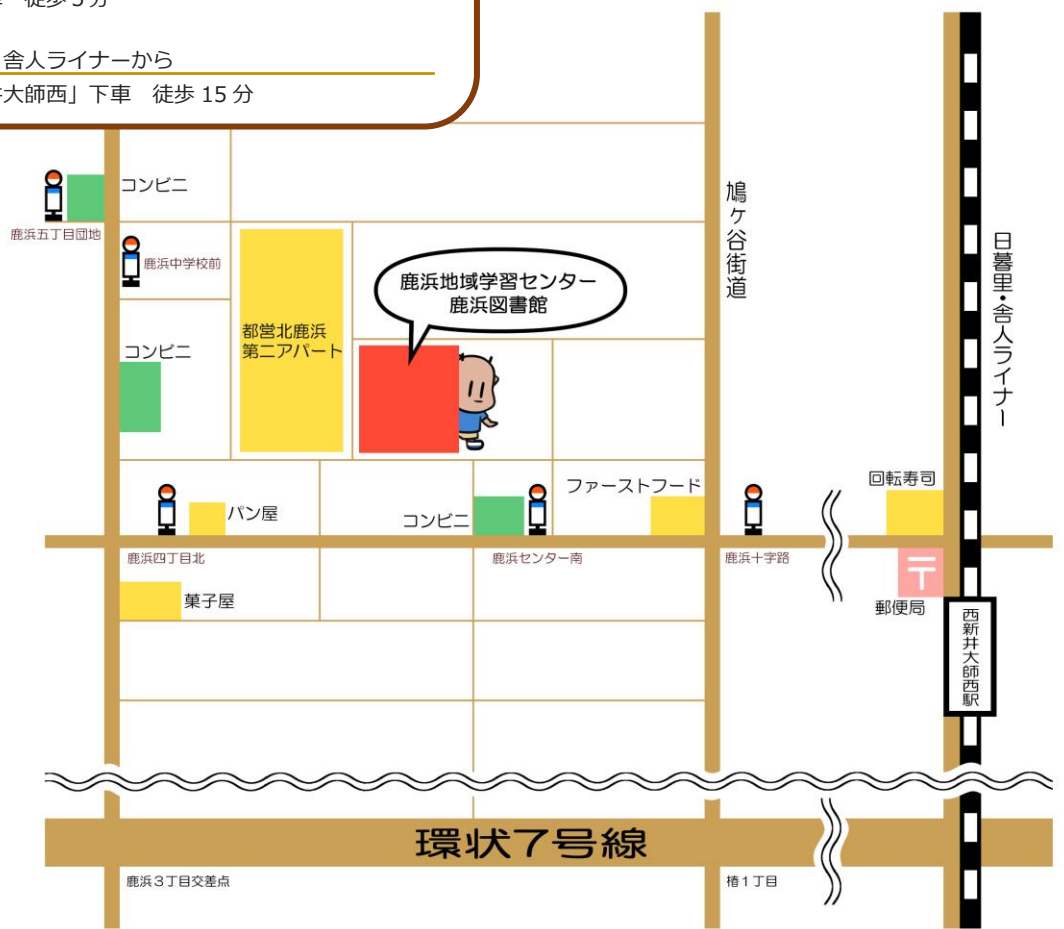 徒歩5分
舎人ライナーから
大師西」下車 徒歩 15 分
コンビニ
鹿浜五丁目団地
鹿浜中学校前
鳩ヶ谷街道
日暮里・舎人ライナー
鹿浜地域学習センター
鹿浜図書館
都営北鹿浜
第二アパート
コンビニ
回転寿司
ファーストフード
パン屋
コンビニ
鹿浜四丁目北
鹿浜センター南
鹿浜十字路
菓子屋
〒
郵便局
西新井大師西駅
環状7号線
鹿浜3丁目交差点
椿1丁目